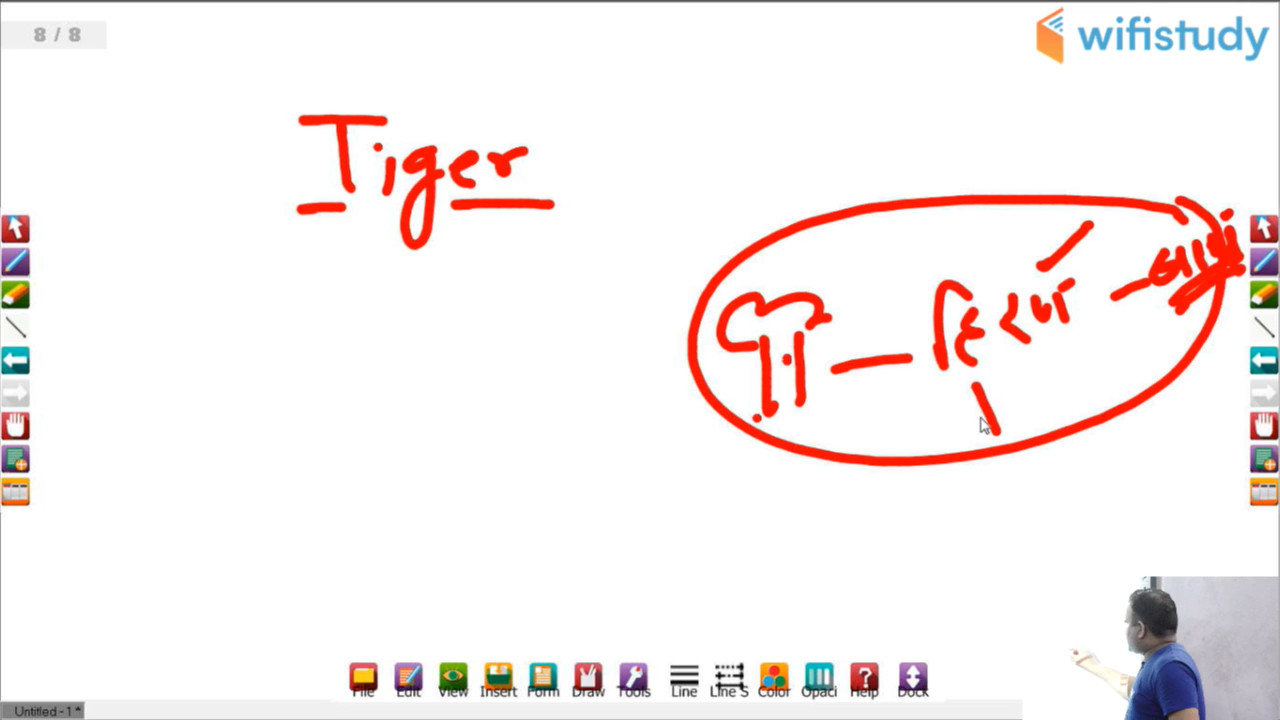 8 / 8
wifistudy
Tiger
File Edit View Insert Form Draw Tools Line Line S Color Opaci Help Dock
Untitled - 1 *